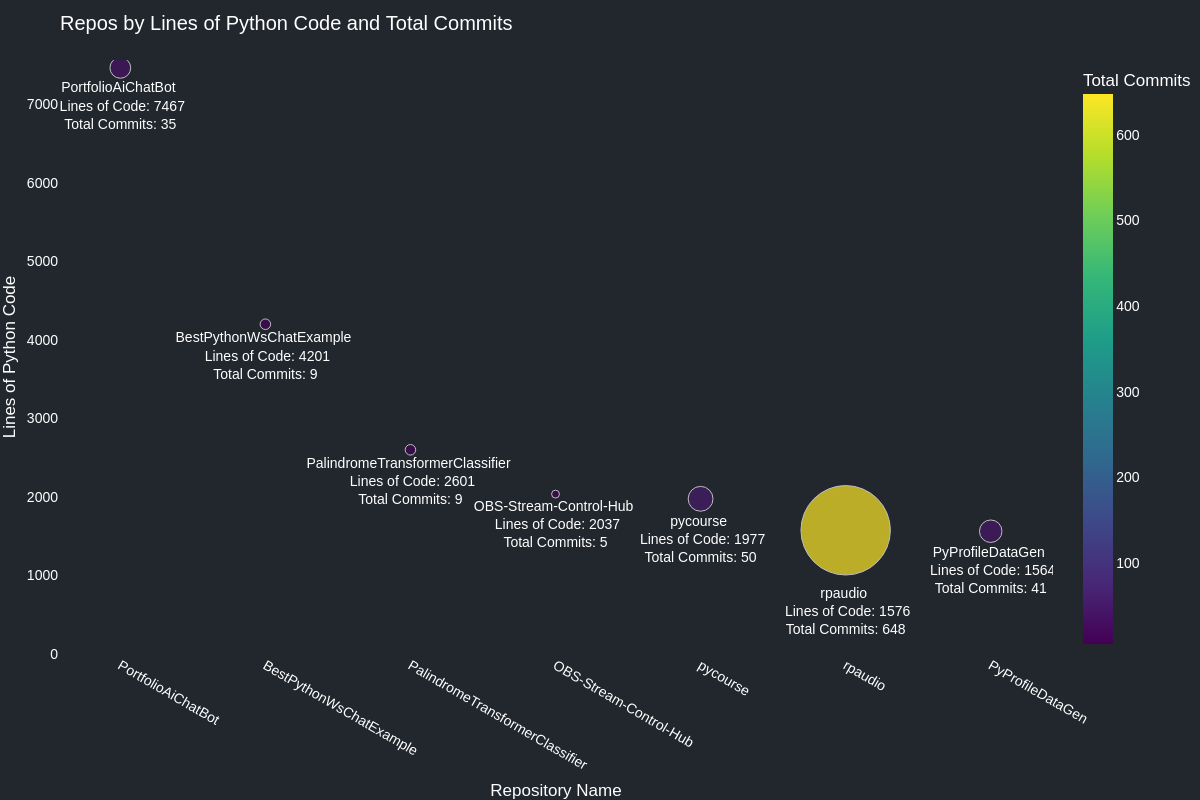 Repos by Lines of Python Code and Total Commits
PortfolioAiChatBot
Lines of Code: 7467
Total Commits: 35
BestPythonWsChatExample
Lines of Code: 4201
Total Commits: 9
PalindromeTransformerClassifier
Lines of Code: 2601
Total Commits: 9
OBS-Stream-Control-Hub
Lines of Code: 2037
Total Commits: 5
pycourse
Lines of Code: 1977
Total Commits: 50
rpaudio
Lines of Code: 1576
Total Commits: 648
PyProfileDataGen
Lines of Code: 1564
Total Commits: 41
Lines of Python Code
7000
6000
5000
4000
3000
2000
1000
0
PortfolioAiChatBot
BestPythonWsChatExample
PalindromeTransformerClassifier
OBS-Stream-Control-Hub
pycourse
rpaudio
PyProfileDataGen
Repository Name
Total Commits
600
500
400
300
200
100